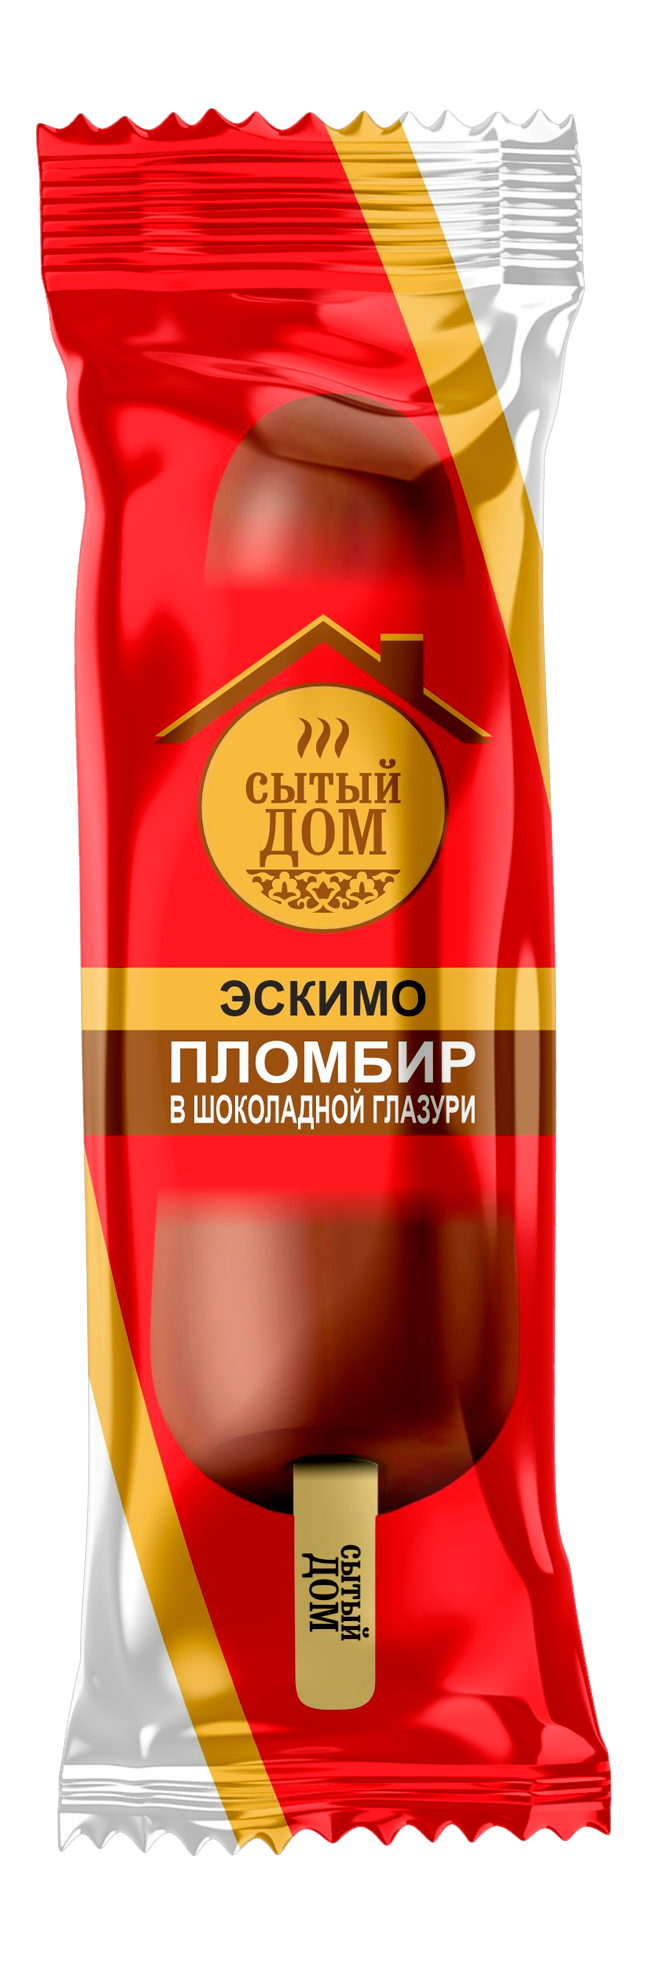 СЫТЫЙ
ДОМ
ЭСКИМО
ПЛОМБИР
В ШОКОЛАДНОЙ ГЛАЗУРИ
СЫТЫЙ
ДОМ